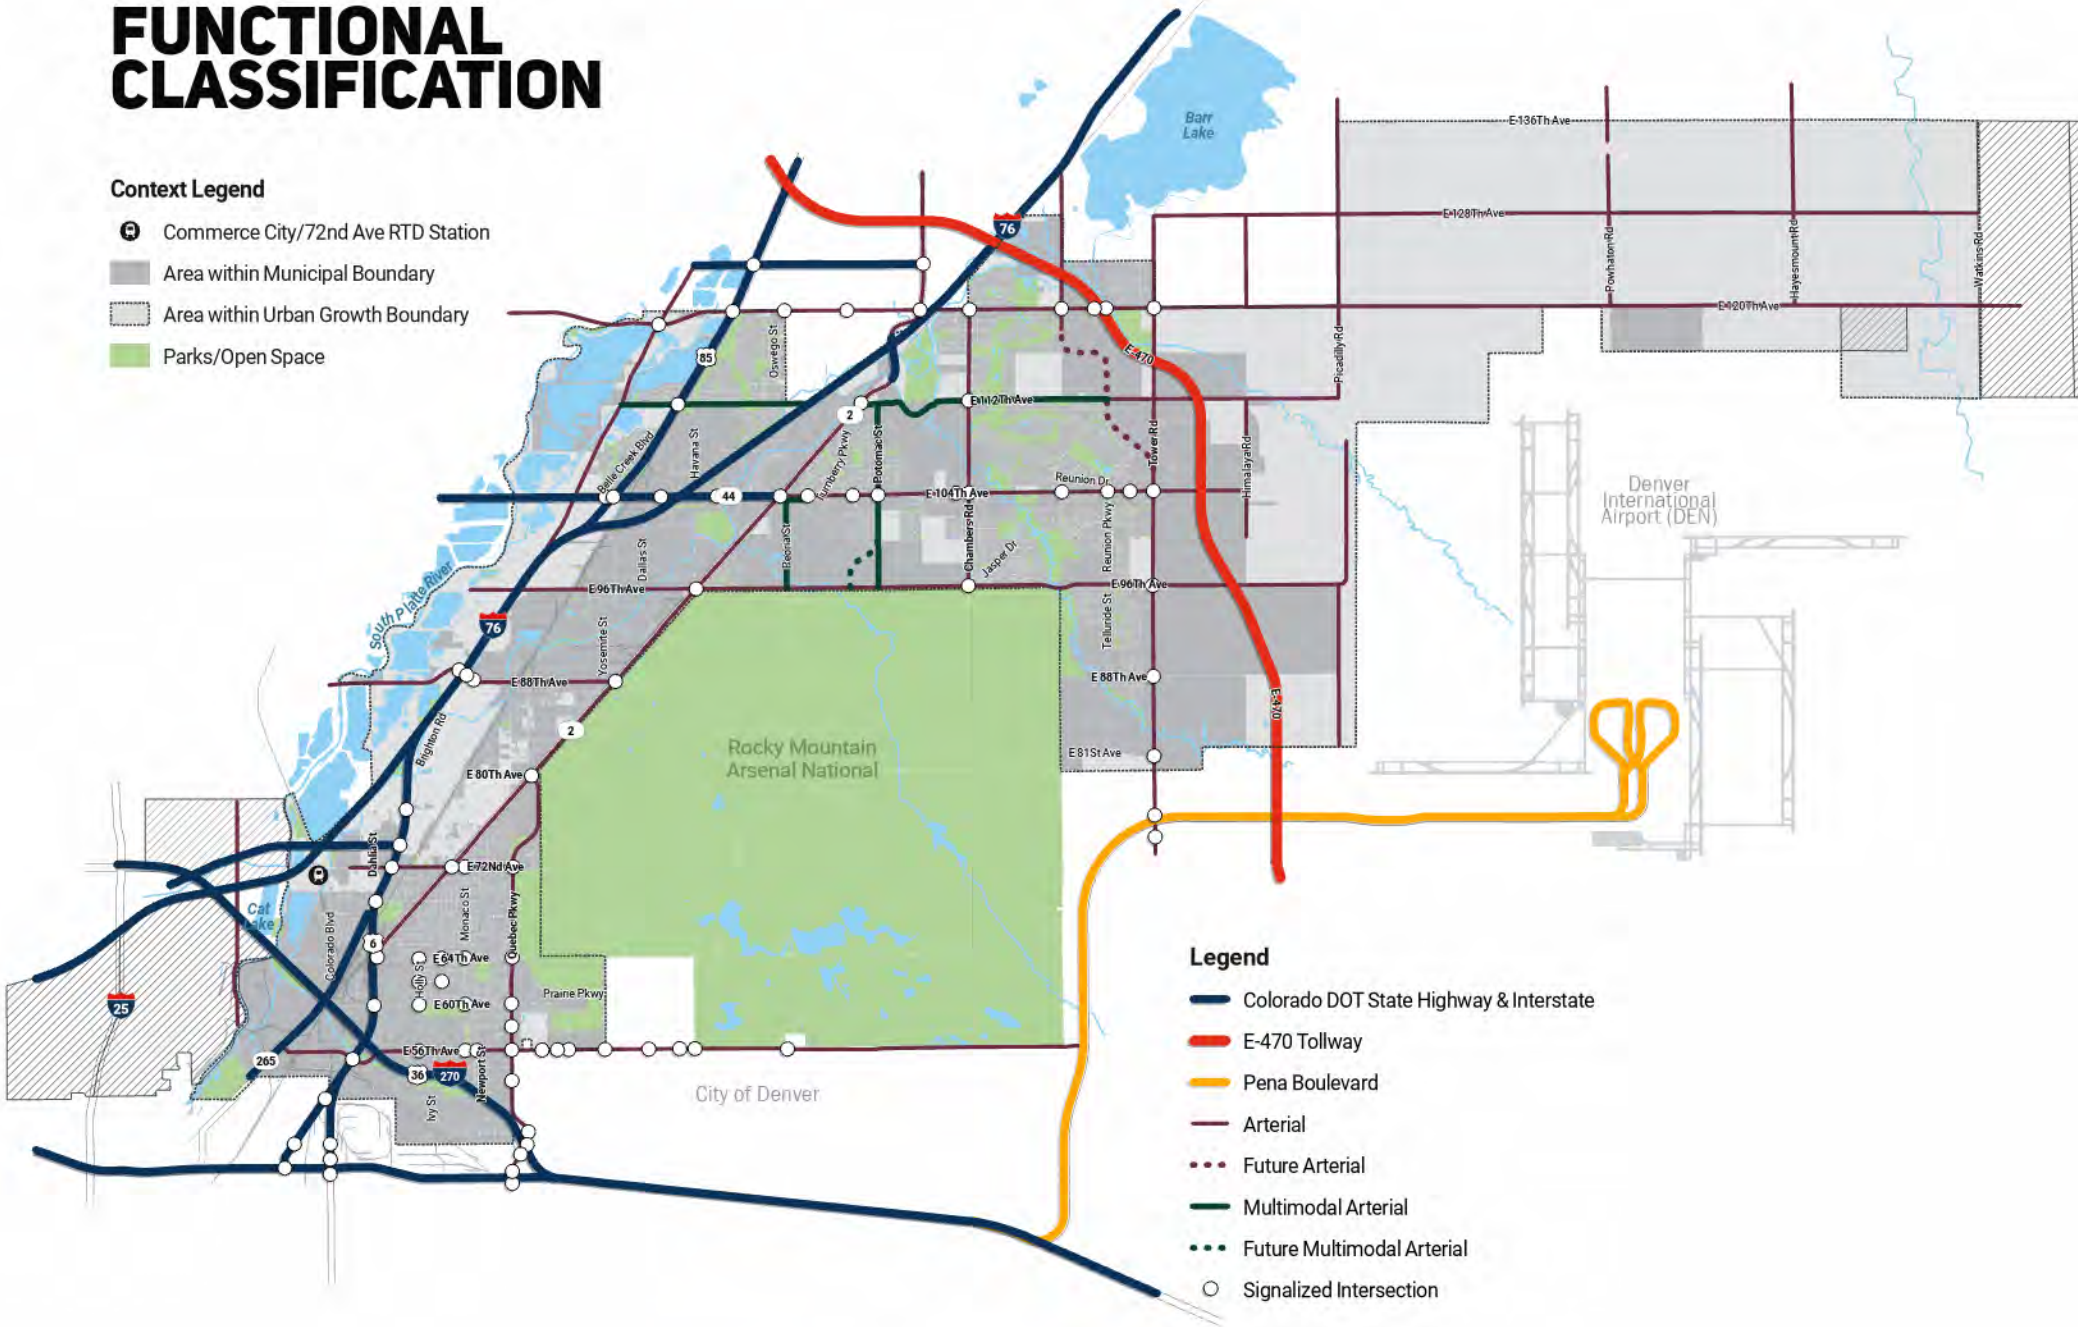 FUNCTIONAL
CLASSIFICATION
Context Legend
Commerce City/72nd Ave RTD Station
Area within Municipal Boundary
Area within Urban Growth Boundary
Parks/Open Space
Barr
Lake
E 136Th Ave
76
E 128Th Ave
Powhaton Rd
Hayesmount Rd
Watkins Rd
E 120Th Ave
Oswego St
85
E-470
Picadilly Rd
E 112Th Ave
2
Belle Creek Blvd
Havana St
Turnberry Pkwy
Potomac St
Tower Rd
Himalaya Rd
Reunion Dr
44
E 104Th Ave
Denver
International
Airport (DEN)
Dallas St
Peoria St
Chambers Rd
Jasper Dr
Reunion Pkwy
E 96Th Ave
E 96Th Ave
South Platte River
76
Yosemite St
Telluride St
E 88Th Ave
E 88Th Ave
E-470
Brighton Rd
2
Rocky Mountain
Arsenal National
E 81St Ave
E 80Th Ave
Dahlia St
E 72Nd Ave
Cat
Lake
Colorado Blvd
Monaco St
Quebec Pkwy
6
E 64Th Ave
Holly St
E 60Th Ave
Prairie Pkwy
25
265
E 56Th Ave
Newport St
36
270
Ivy St
City of Denver
Legend
Colorado DOT State Highway & Interstate
E-470 Tollway
Pena Boulevard
Arterial
Future Arterial
Multimodal Arterial
Future Multimodal Arterial
Signalized Intersection